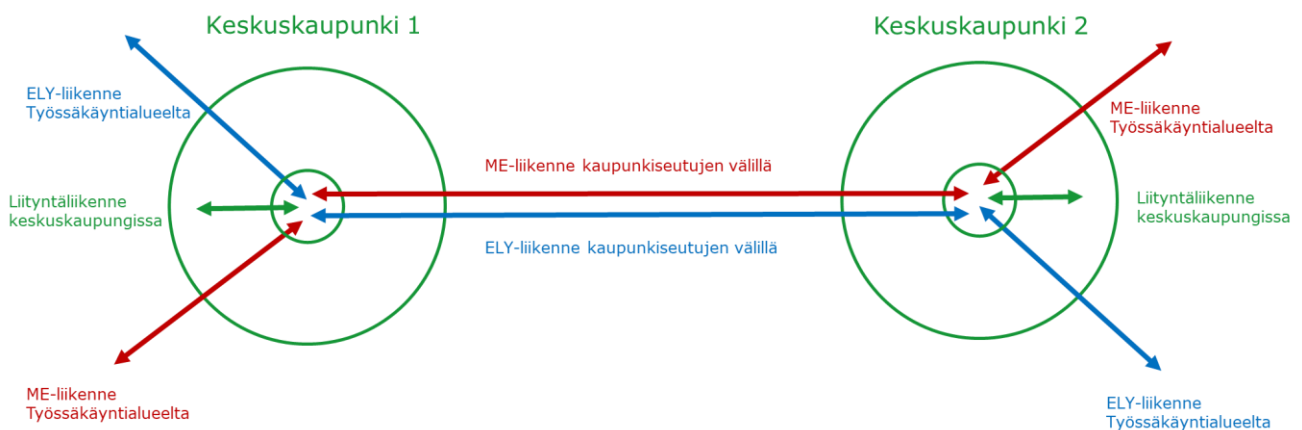 Keskuskaupunki 1
Keskuskaupunki 2
ELY-liikenne
Työssäkäyntialueelta
ME-liikenne
Työssäkäyntialueelta
ME-liikenne kaupunkiseutujen välillä
Liityntäliikenne
keskuskaupungissa
Liityntäliikenne
keskuskaupungissa
ELY-liikenne kaupunkiseutujen välillä
ME-liikenne
Työssäkäyntialueelta
ELY-liikenne
Työssäkäyntialueelta